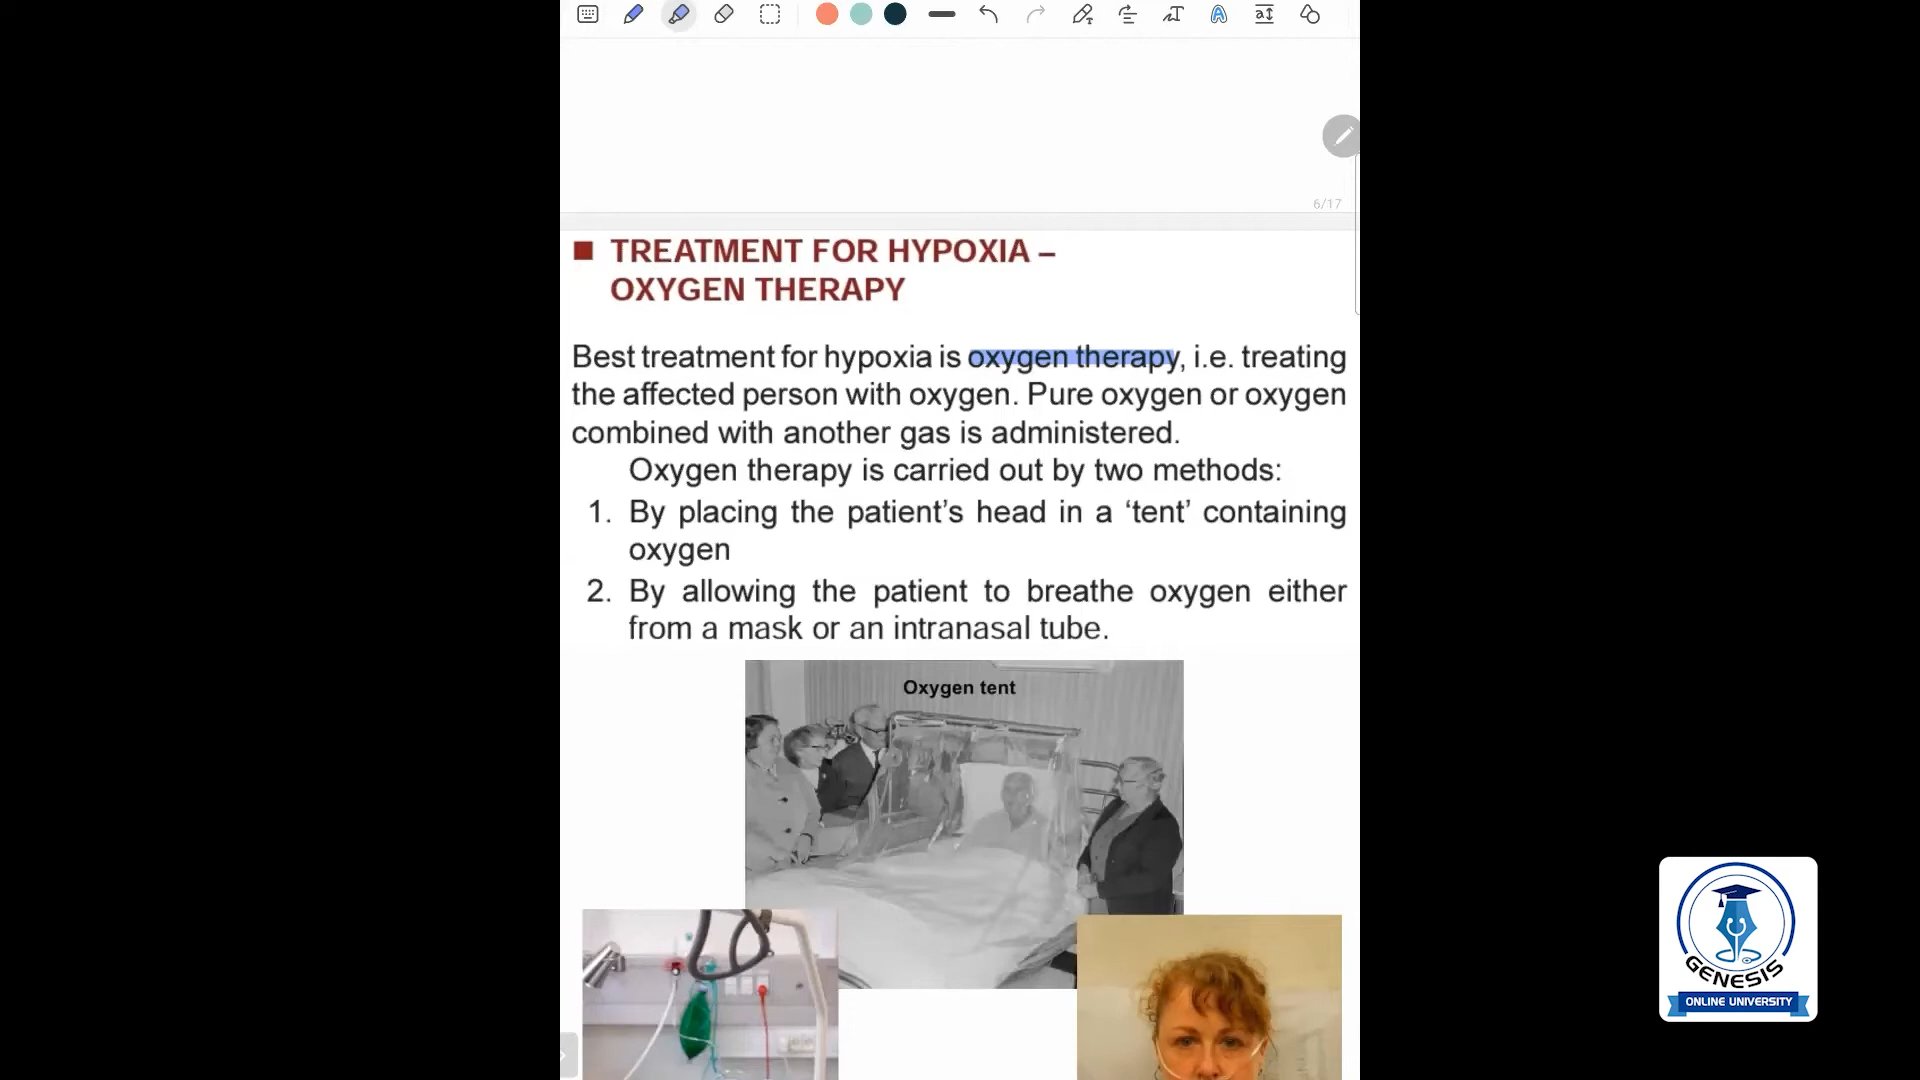 6/17
■ TREATMENT FOR HYPOXIA –
OXYGEN THERAPY
Best treatment for hypoxia is oxygen therapy, i.e. treating
the affected person with oxygen. Pure oxygen or oxygen
combined with another gas is administered.
Oxygen therapy is carried out by two methods:
1. By placing the patient’s head in a ‘tent’ containing
oxygen
2. By allowing the patient to breathe oxygen either
from a mask or an intranasal tube.
Oxygen tent
GENESIS
ONLINE UNIVERSITY